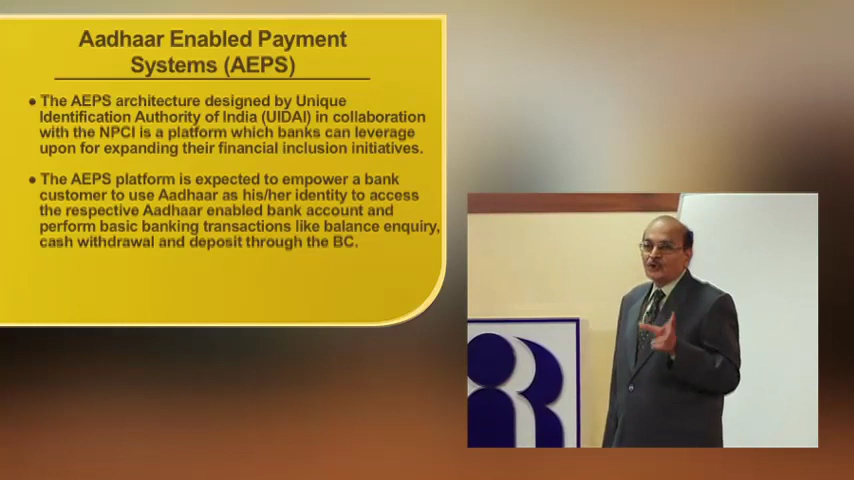 Aadhaar Enabled Payment
Systems (AEPS)
● The AEPS architecture designed by Unique
Identification Authority of India (UIDAI) in collaboration
with the NPCI is a platform which banks can leverage
upon for expanding their financial inclusion initiatives.
● The AEPS platform is expected to empower a bank
customer to use Aadhaar as his/her identity to access
the respective Aadhaar enabled bank account and
perform basic banking transactions like balance enquiry,
cash withdrawal and deposit through the BC.